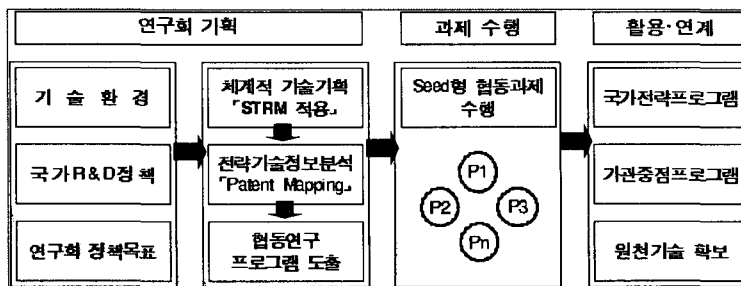 연구회 기획
과제 수행
활용·연계
기 술 환 경
국가R&D정책
연구회 정책목표
체계적 기술기획
「STRM 적용」
전략기술정보분석
「Patent Mapping」
협동연구
프로그램 도출
Seed형 협동과제
수행
P1
P2
P3
Pn
국가전략프로그램
기관중점프로그램
원천기술 확보